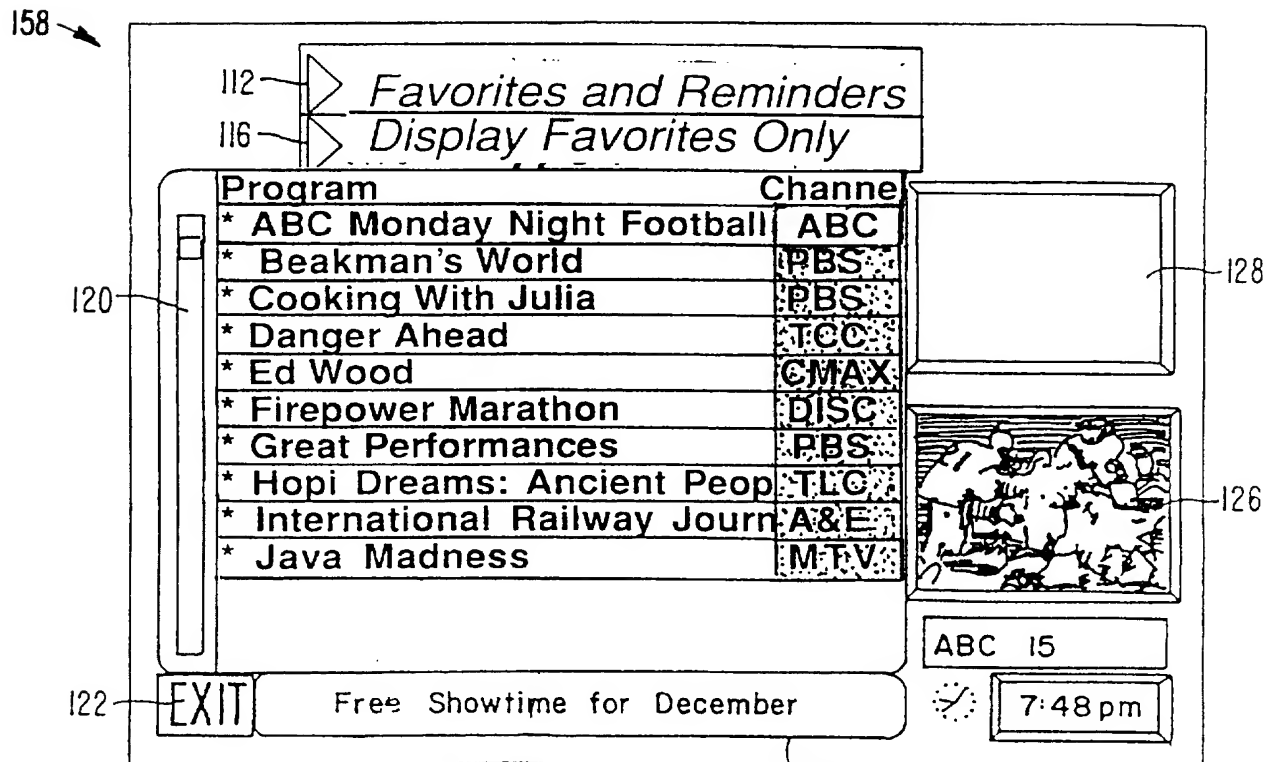 158
112 Favorites and Reminders
116 Display Favorites Only
Program Channe
* ABC Monday Night Football ABC
* Beakman's World PBS
* Cooking With Julia PBS
* Danger Ahead TCC
* Ed Wood CMAX
* Firepower Marathon DISC
* Great Performances PBS
* Hopi Dreams: Ancient Peop TLC
* International Railway Journ A&E
* Java Madness MTV
120
128
126
ABC 15
122 EXIT Free Showtime for December 7:48pm